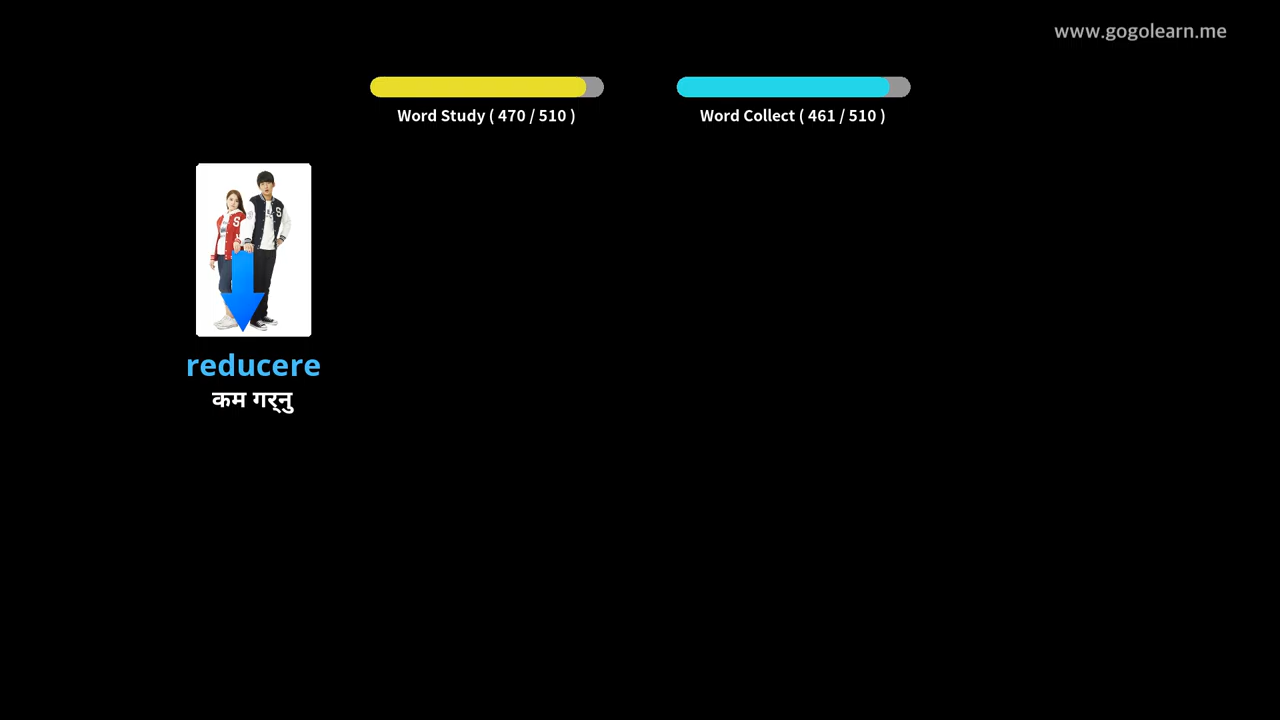 www.gogolearn.me
Word Study ( 470 / 510 )
Word Collect ( 461 / 510 )
S
S
reducere
कम गर्‍नु